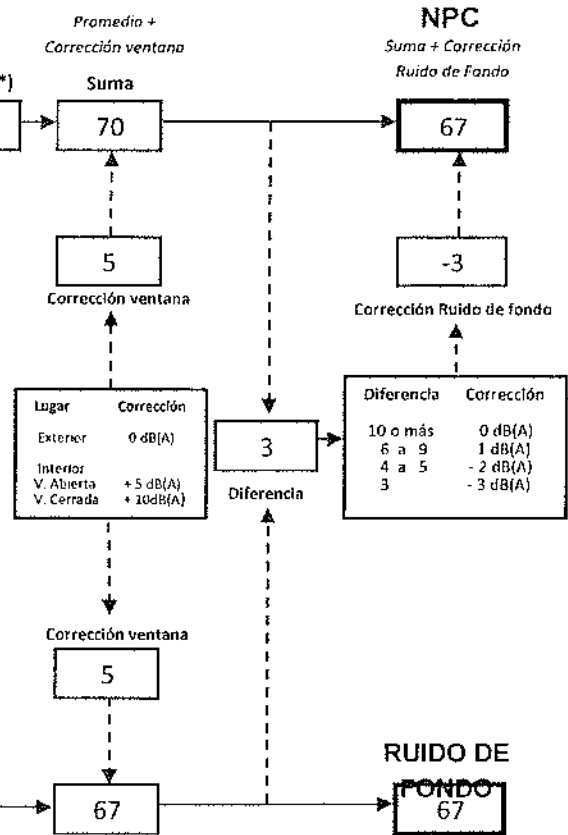 Promedio +
Corrección ventana
NPC
Suma + Corrección
Ruido de Fondo
*)
Suma
70
67
5
-3
Corrección ventana
Corrección Ruido de fondo
Lugar Corrección
Exterior 0 dB(A)
Interior
V. Abierta + 5 dB(A)
V. Cerrada + 10dB(A)
3
Diferencia
Diferencia Corrección
10 o más 0 dB(A)
6 a 9 1 dB(A)
4 a 5 - 2 dB(A)
3 - 3 dB(A)
Corrección ventana
5
RUIDO DE
FONDO
67
67